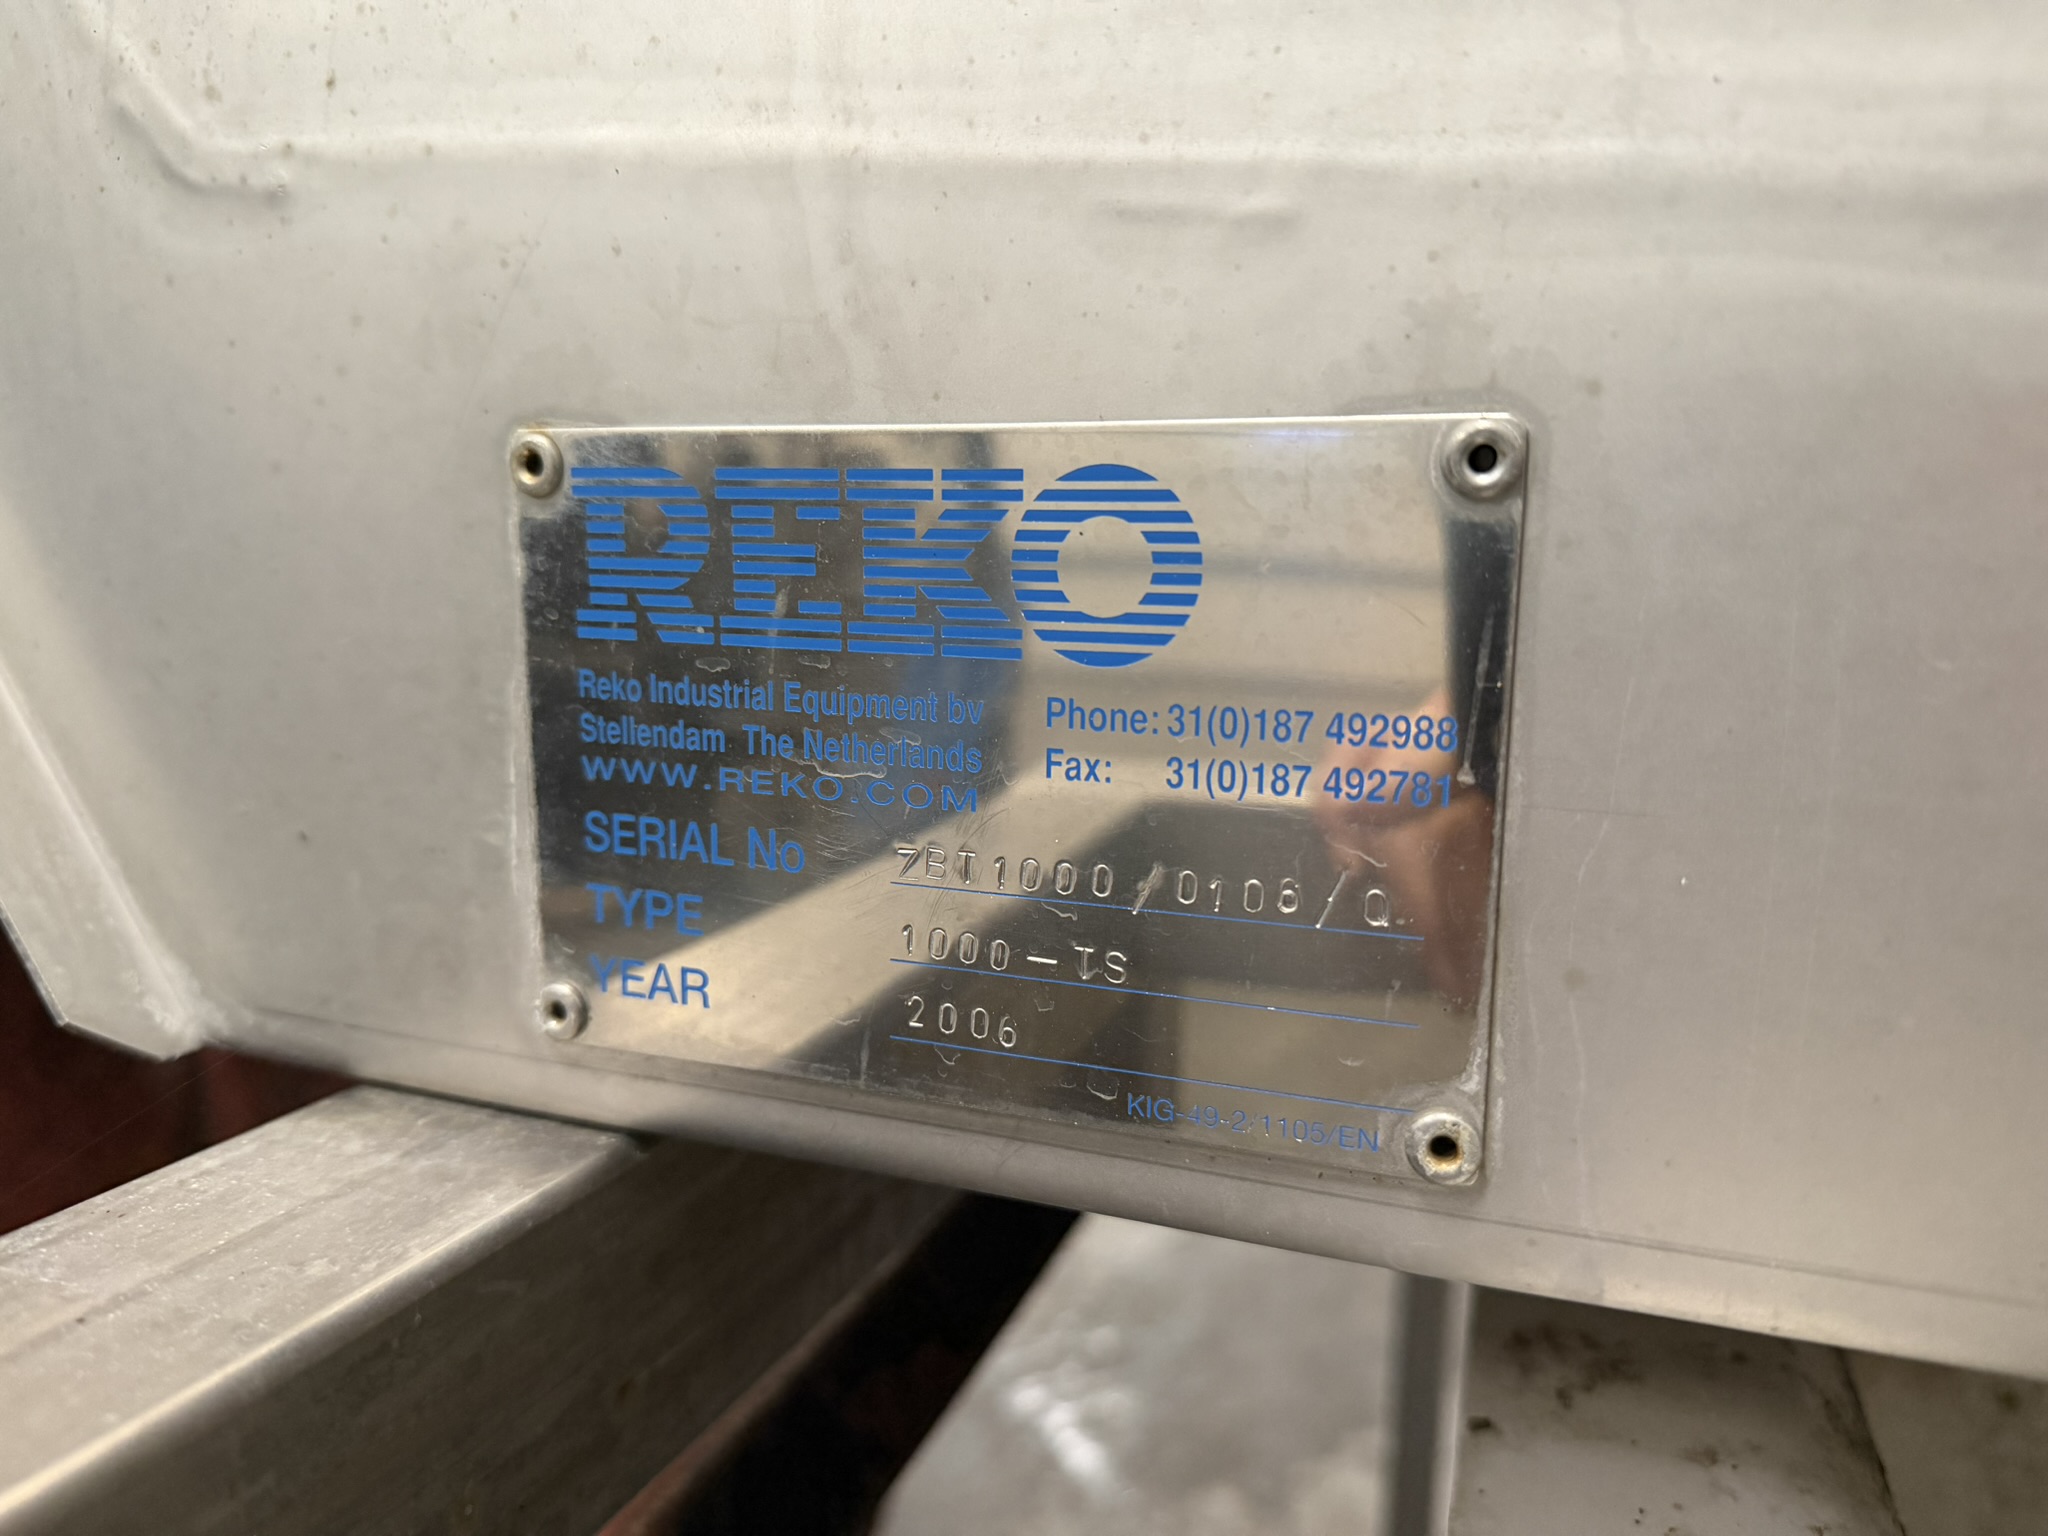 REKO
Reko Industrial Equipment bv
Stellendam The Netherlands
WWW.REKO.COM
Phone: 31(0)187 492988
Fax: 31(0)187 492781
SERIAL No ZBT1000/0108/Q
TYPE 1000-TS
YEAR 2006
KIG-49-2/1105/EN